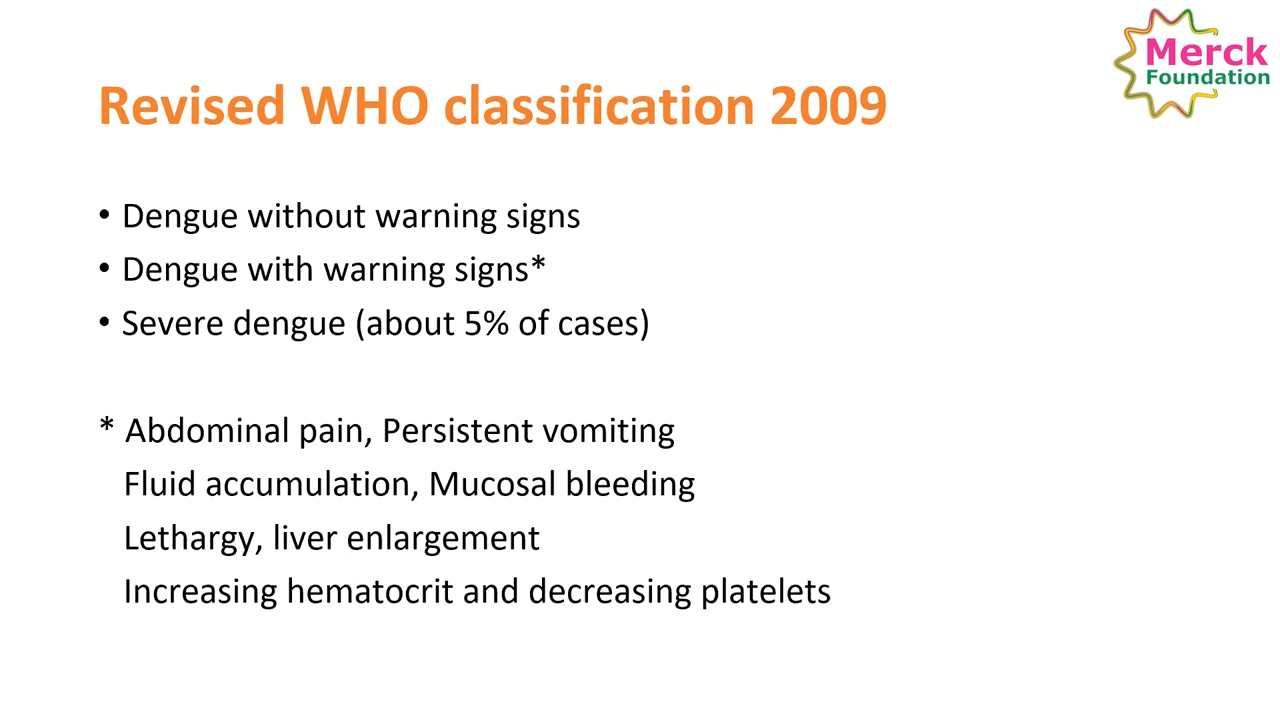 Merck
Foundation
Revised WHO classification 2009
• Dengue without warning signs
• Dengue with warning signs*
• Severe dengue (about 5% of cases)
* Abdominal pain, Persistent vomiting
Fluid accumulation, Mucosal bleeding
Lethargy, liver enlargement
Increasing hematocrit and decreasing platelets